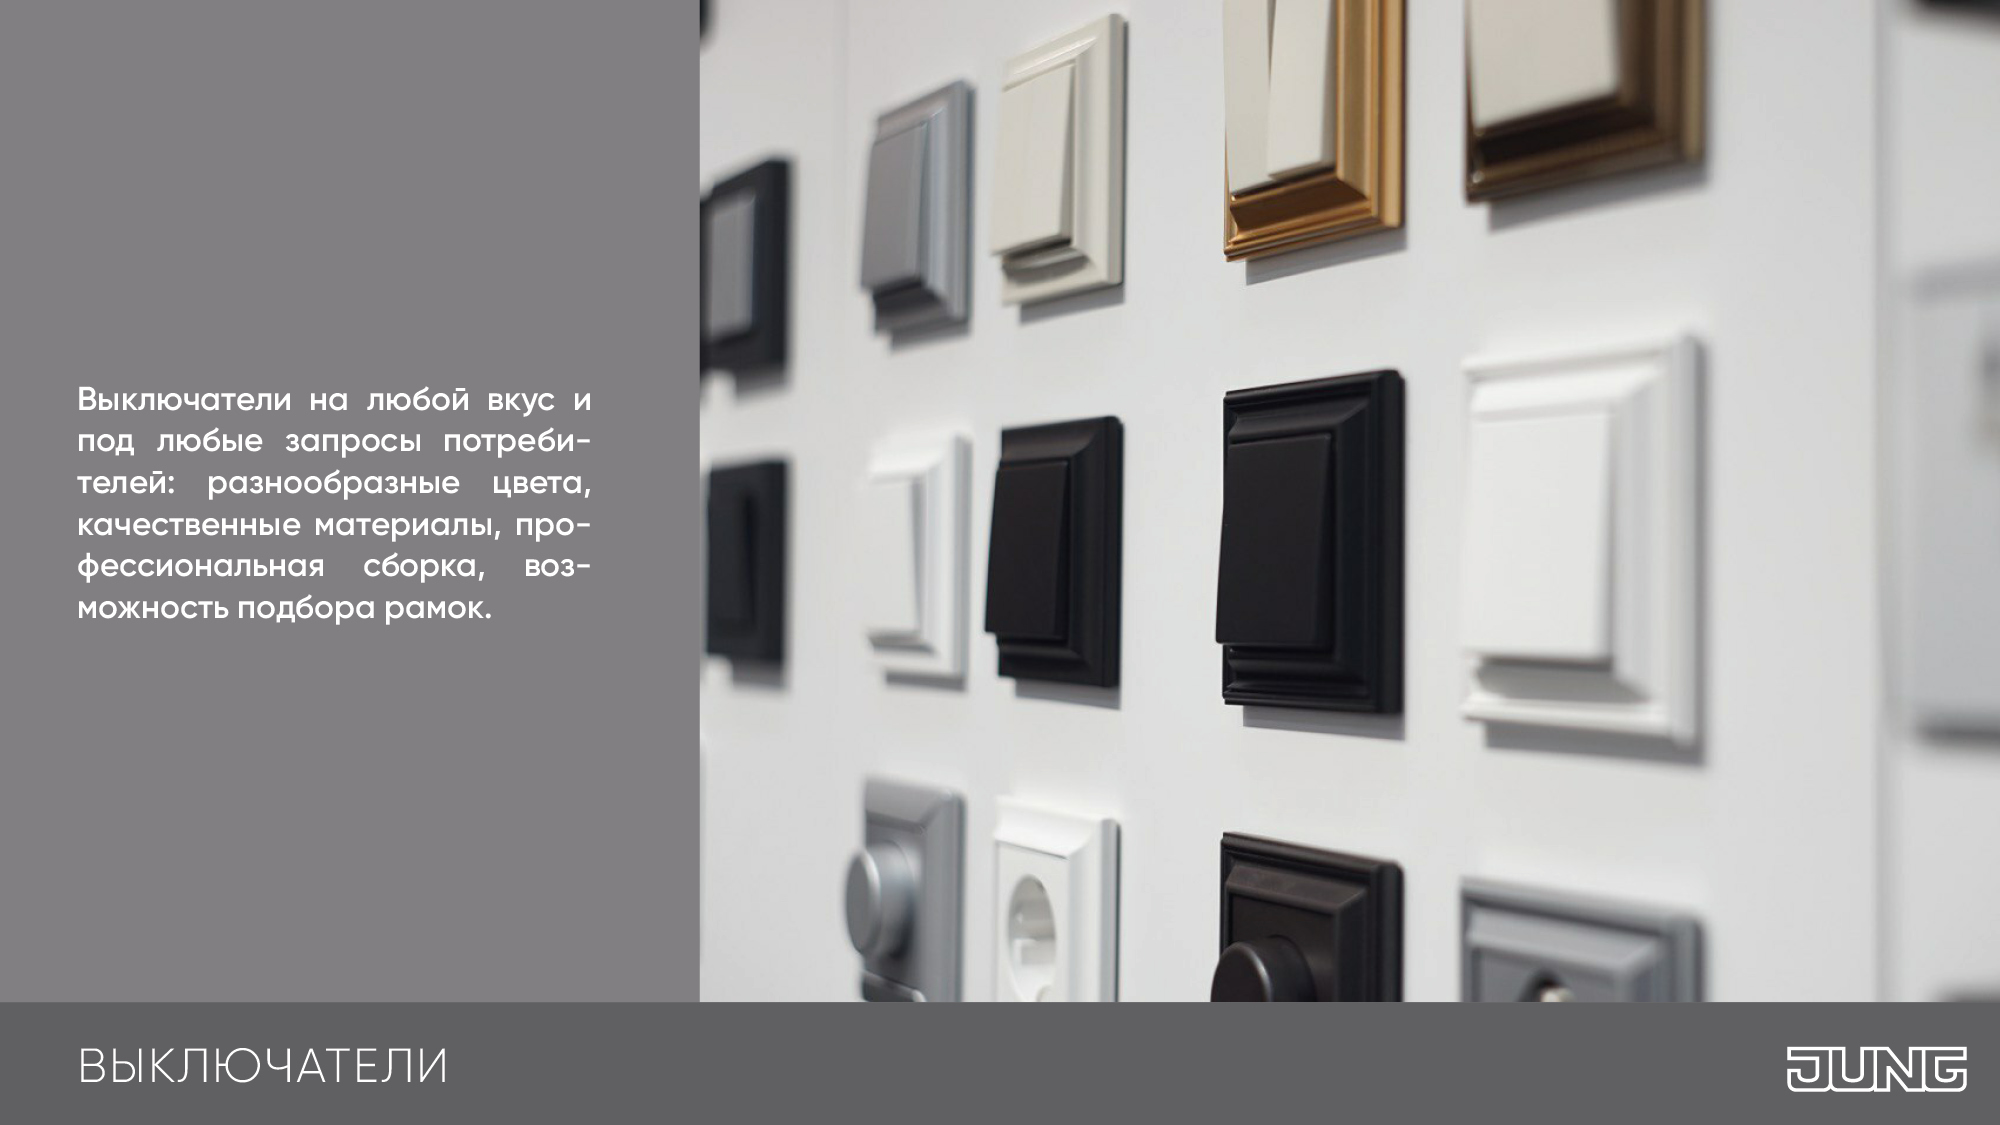 Выключатели на любой вкус и
под любые запросы потреби-
телей: разнообразные цвета,
качественные материалы, про-
фессиональная сборка, воз-
можность подбора рамок.
ВЫКЛЮЧАТЕЛИ
JUNG